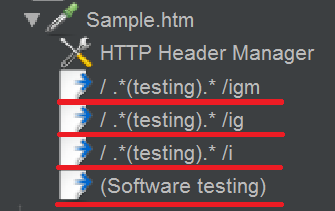 Sample.htm
HTTP Header Manager
/ .*(testing).* /igm
/ .*(testing).* /ig
/ .*(testing).* /i
(Software testing)